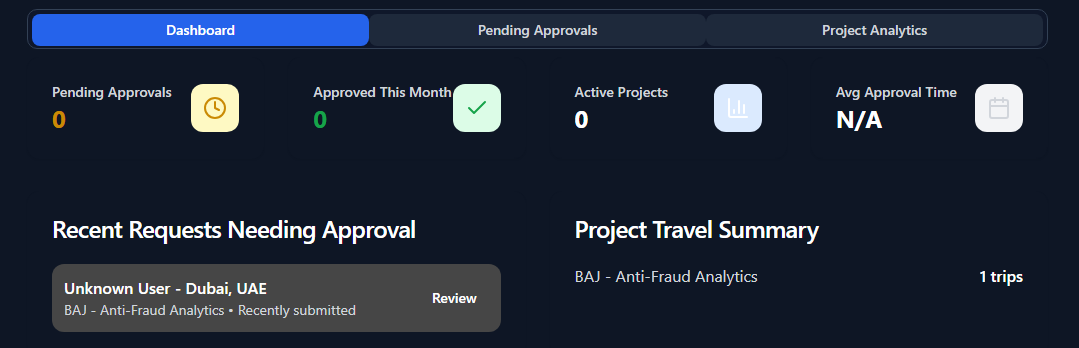 Dashboard
Pending Approvals
Project Analytics
Pending Approvals
0
Approved This Month
0
Active Projects
0
Avg Approval Time
N/A
Recent Requests Needing Approval
Unknown User - Dubai, UAE
BAJ - Anti-Fraud Analytics • Recently submitted
Review
Project Travel Summary
BAJ - Anti-Fraud Analytics
1 trips